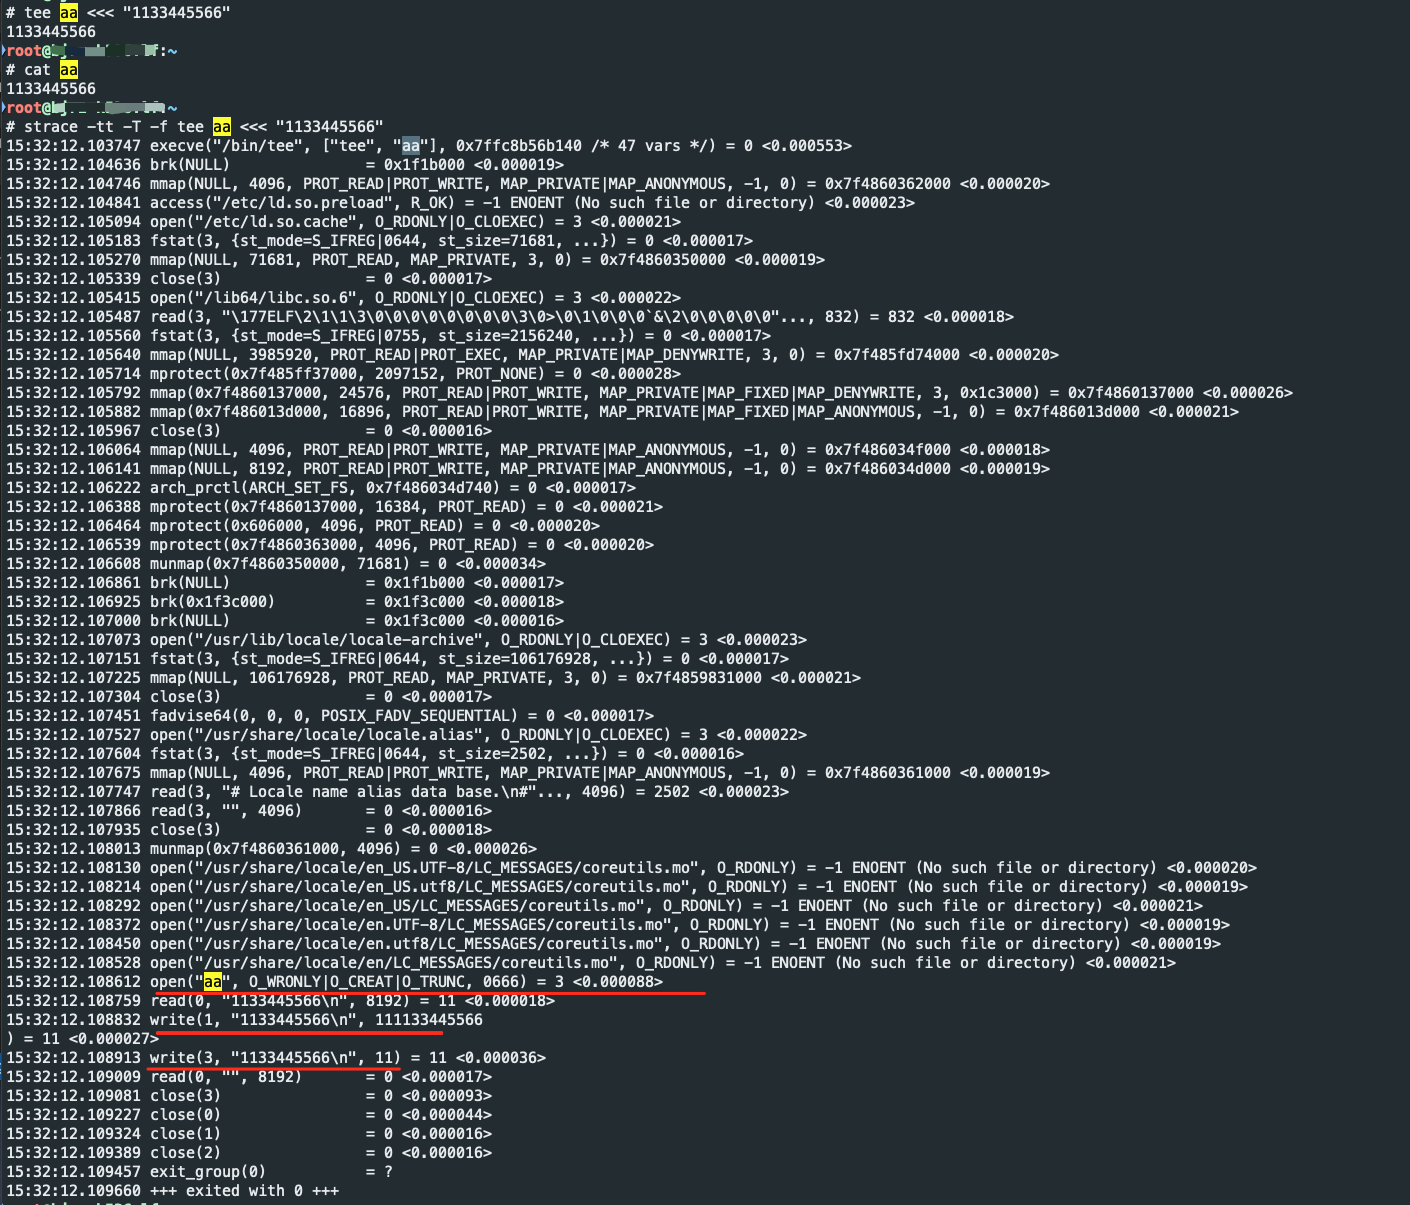 # tee aa <<< "1133445566"
1133445566
root@
:~
# cat aa
1133445566
root@
~
# strace -tt -T -f tee aa <<< "1133445566"
15:32:12.103747 execve("/bin/tee", ["tee", "aa"], 0x7ffc8b56b140 /* 47 vars */) = 0 <0.000553>
15:32:12.104636 brk(NULL)               = 0x1f1b000 <0.000019>
15:32:12.104746 mmap(NULL, 4096, PROT_READ|PROT_WRITE, MAP_PRIVATE|MAP_ANONYMOUS, -1, 0) = 0x7f4860362000 <0.000020>
15:32:12.104841 access("/etc/ld.so.preload", R_OK) = -1 ENOENT (No such file or directory) <0.000023>
15:32:12.105094 open("/etc/ld.so.cache", O_RDONLY|O_CLOEXEC) = 3 <0.000021>
15:32:12.105183 fstat(3, {st_mode=S_IFREG|0644, st_size=71681, ...}) = 0 <0.000017>
15:32:12.105270 mmap(NULL, 71681, PROT_READ, MAP_PRIVATE, 3, 0) = 0x7f4860350000 <0.000019>
15:32:12.105339 close(3)                = 0 <0.000017>
15:32:12.105415 open("/lib64/libc.so.6", O_RDONLY|O_CLOEXEC) = 3 <0.000022>
15:32:12.105487 read(3, "\177ELF\2\1\1\3\0\0\0\0\0\0\0\0\3\0>\0\1\0\0\0`&\2\0\0\0\0\0"..., 832) = 832 <0.000018>
15:32:12.105560 fstat(3, {st_mode=S_IFREG|0755, st_size=2156240, ...}) = 0 <0.000017>
15:32:12.105640 mmap(NULL, 3985920, PROT_READ|PROT_EXEC, MAP_PRIVATE|MAP_DENYWRITE, 3, 0) = 0x7f485fd74000 <0.000020>
15:32:12.105714 mprotect(0x7f485ff37000, 2097152, PROT_NONE) = 0 <0.000028>
15:32:12.105792 mmap(0x7f4860137000, 24576, PROT_READ|PROT_WRITE, MAP_PRIVATE|MAP_FIXED|MAP_DENYWRITE, 3, 0x1c3000) = 0x7f4860137000 <0.000026>
15:32:12.105882 mmap(0x7f486013d000, 16896, PROT_READ|PROT_WRITE, MAP_PRIVATE|MAP_FIXED|MAP_ANONYMOUS, -1, 0) = 0x7f486013d000 <0.000021>
15:32:12.105967 close(3)                = 0 <0.000016>
15:32:12.106064 mmap(NULL, 4096, PROT_READ|PROT_WRITE, MAP_PRIVATE|MAP_ANONYMOUS, -1, 0) = 0x7f486034f000 <0.000018>
15:32:12.106141 mmap(NULL, 8192, PROT_READ|PROT_WRITE, MAP_PRIVATE|MAP_ANONYMOUS, -1, 0) = 0x7f486034d000 <0.000019>
15:32:12.106222 arch_prctl(ARCH_SET_FS, 0x7f486034d740) = 0 <0.000017>
15:32:12.106388 mprotect(0x7f4860137000, 16384, PROT_READ) = 0 <0.000021>
15:32:12.106464 mprotect(0x606000, 4096, PROT_READ) = 0 <0.000020>
15:32:12.106539 mprotect(0x7f4860363000, 4096, PROT_READ) = 0 <0.000020>
15:32:12.106608 munmap(0x7f4860350000, 71681) = 0 <0.000034>
15:32:12.106861 brk(NULL)               = 0x1f1b000 <0.000017>
15:32:12.106925 brk(0x1f3c000)          = 0x1f3c000 <0.000018>
15:32:12.107000 brk(NULL)               = 0x1f3c000 <0.000016>
15:32:12.107073 open("/usr/lib/locale/locale-archive", O_RDONLY|O_CLOEXEC) = 3 <0.000023>
15:32:12.107151 fstat(3, {st_mode=S_IFREG|0644, st_size=106176928, ...}) = 0 <0.000017>
15:32:12.107225 mmap(NULL, 106176928, PROT_READ, MAP_PRIVATE, 3, 0) = 0x7f4859831000 <0.000021>
15:32:12.107304 close(3)                = 0 <0.000017>
15:32:12.107451 fadvise64(0, 0, 0, POSIX_FADV_SEQUENTIAL) = 0 <0.000017>
15:32:12.107527 open("/usr/share/locale/locale.alias", O_RDONLY|O_CLOEXEC) = 3 <0.000022>
15:32:12.107604 fstat(3, {st_mode=S_IFREG|0644, st_size=2502, ...}) = 0 <0.000016>
15:32:12.107675 mmap(NULL, 4096, PROT_READ|PROT_WRITE, MAP_PRIVATE|MAP_ANONYMOUS, -1, 0) = 0x7f4860361000 <0.000019>
15:32:12.107747 read(3, "# Locale name alias data base.\n#"..., 4096) = 2502 <0.000023>
15:32:12.107866 read(3, "", 4096)       = 0 <0.000016>
15:32:12.107935 close(3)                = 0 <0.000018>
15:32:12.108013 munmap(0x7f4860361000, 4096) = 0 <0.000026>
15:32:12.108130 open("/usr/share/locale/en_US.UTF-8/LC_MESSAGES/coreutils.mo", O_RDONLY) = -1 ENOENT (No such file or directory) <0.000020>
15:32:12.108214 open("/usr/share/locale/en_US.utf8/LC_MESSAGES/coreutils.mo", O_RDONLY) = -1 ENOENT (No such file or directory) <0.000019>
15:32:12.108292 open("/usr/share/locale/en_US/LC_MESSAGES/coreutils.mo", O_RDONLY) = -1 ENOENT (No such file or directory) <0.000021>
15:32:12.108372 open("/usr/share/locale/en.UTF-8/LC_MESSAGES/coreutils.mo", O_RDONLY) = -1 ENOENT (No such file or directory) <0.000019>
15:32:12.108450 open("/usr/share/locale/en.utf8/LC_MESSAGES/coreutils.mo", O_RDONLY) = -1 ENOENT (No such file or directory) <0.000019>
15:32:12.108528 open("/usr/share/locale/en/LC_MESSAGES/coreutils.mo", O_RDONLY) = -1 ENOENT (No such file or directory) <0.000021>
15:32:12.108612 open("aa", O_WRONLY|O_CREAT|O_TRUNC, 0666) = 3 <0.000088>
15:32:12.108759 read(0, "1133445566\n", 8192) = 11 <0.000018>
15:32:12.108832 write(1, "1133445566\n", 111133445566
) = 11 <0.000027>
15:32:12.108913 write(3, "1133445566\n", 11) = 11 <0.000036>
15:32:12.109009 read(0, "", 8192)       = 0 <0.000017>
15:32:12.109081 close(3)                = 0 <0.000093>
15:32:12.109227 close(0)                = 0 <0.000044>
15:32:12.109324 close(1)                = 0 <0.000016>
15:32:12.109389 close(2)                = 0 <0.000016>
15:32:12.109457 exit_group(0)           = ?
15:32:12.109660 +++ exited with 0 +++